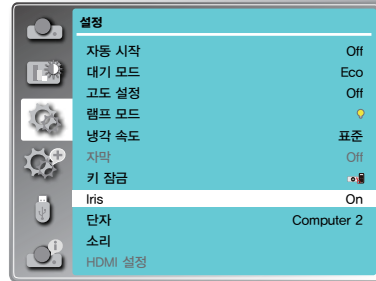 설정
자동 시작 Off
대기 모드 Eco
고도 설정 Off
램프 모드
냉각 속도 표준
자막 Off
키 잠금
Iris On
단자 Computer 2
소리
HDMI 설정